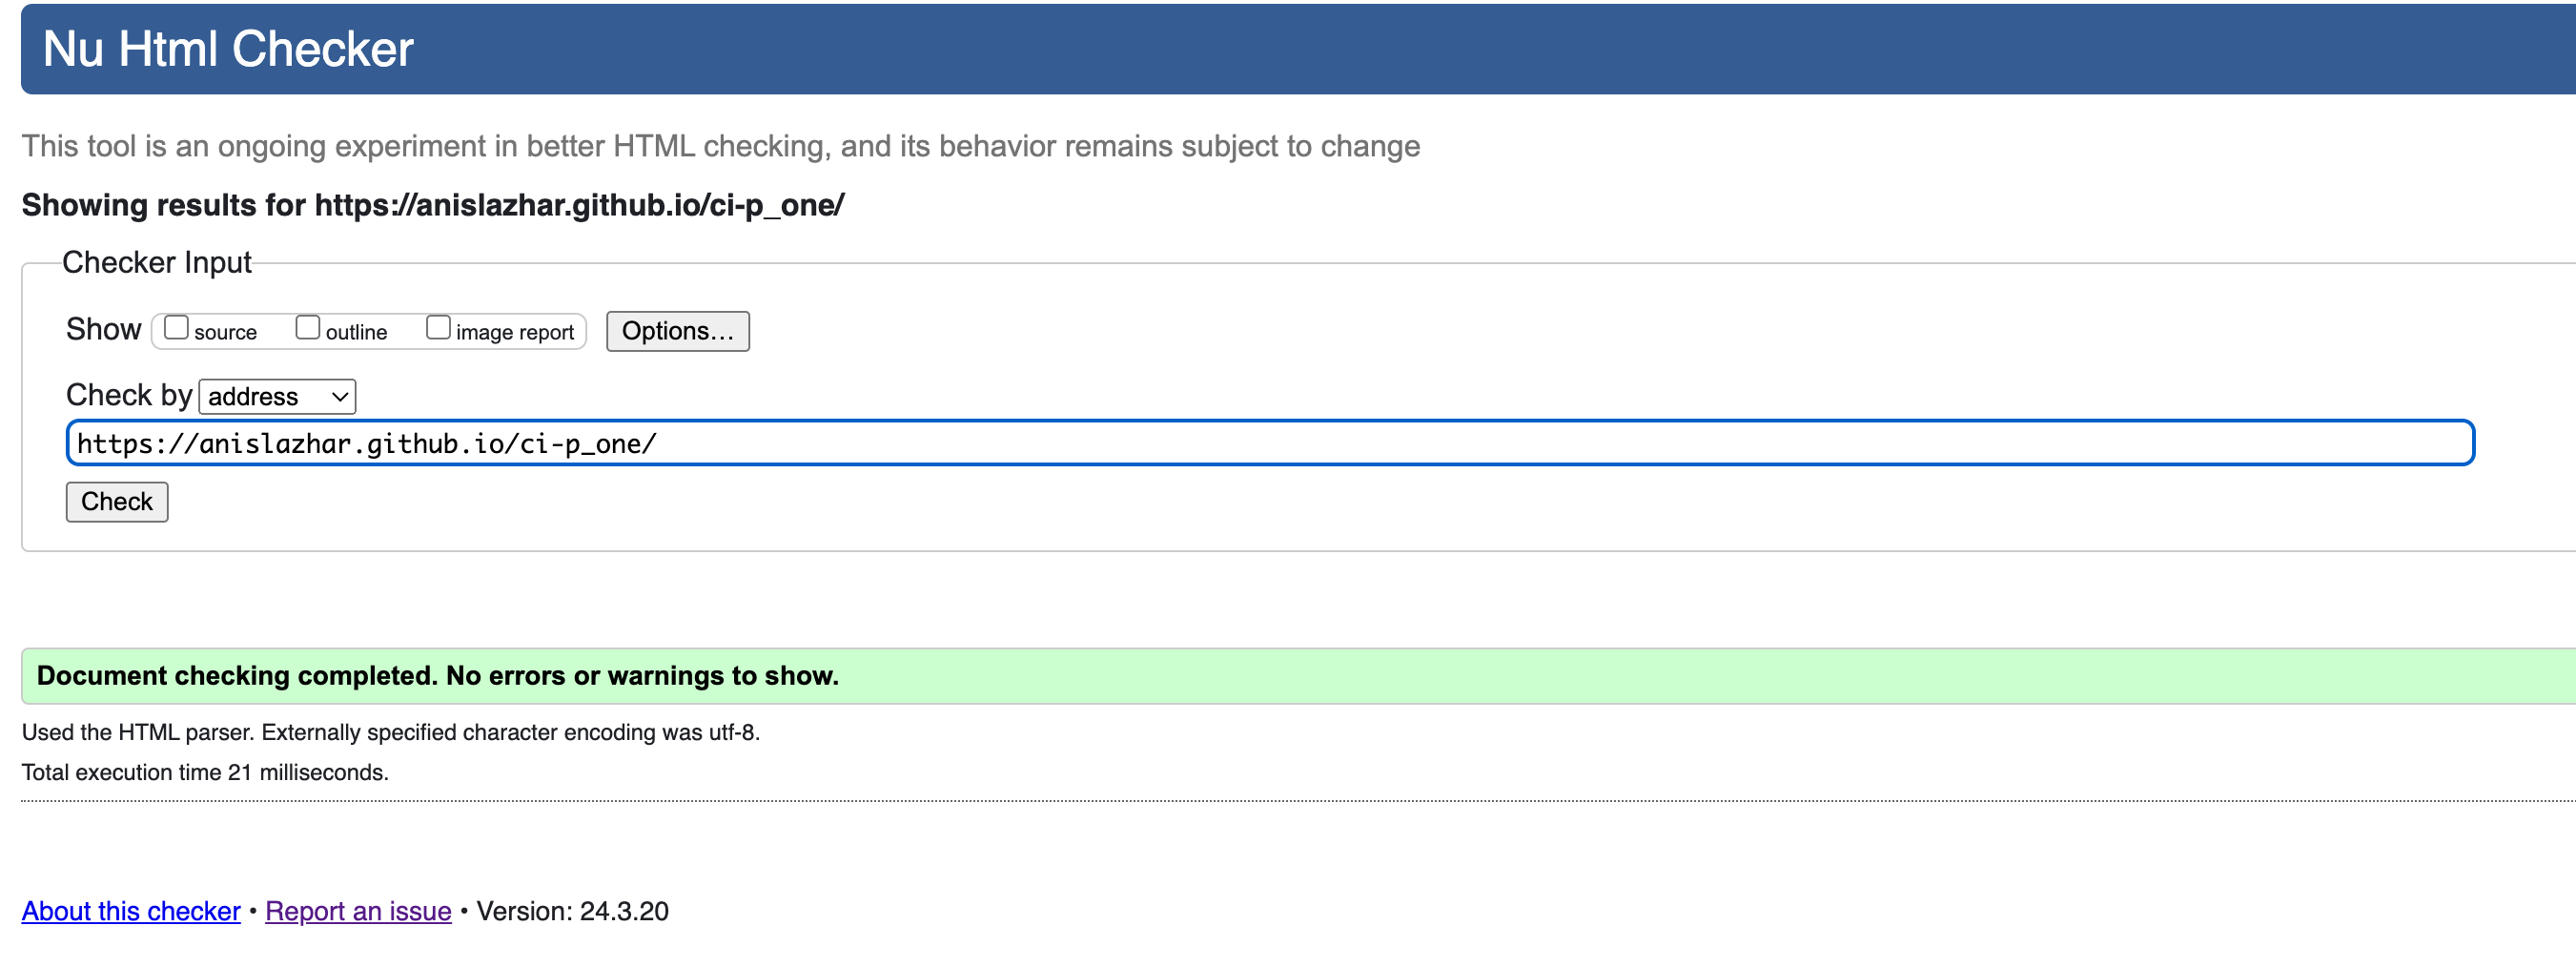 Nu Html Checker
This tool is an ongoing experiment in better HTML checking, and its behavior remains subject to change
Showing results for https://anislazhar.github.io/ci-p_one/
Checker Input
Show source outline image report Options…
Check by address
https://anislazhar.github.io/ci-p_one/
Check
Document checking completed. No errors or warnings to show.
Used the HTML parser. Externally specified character encoding was utf-8.
Total execution time 21 milliseconds.
About this checker • Report an issue • Version: 24.3.20